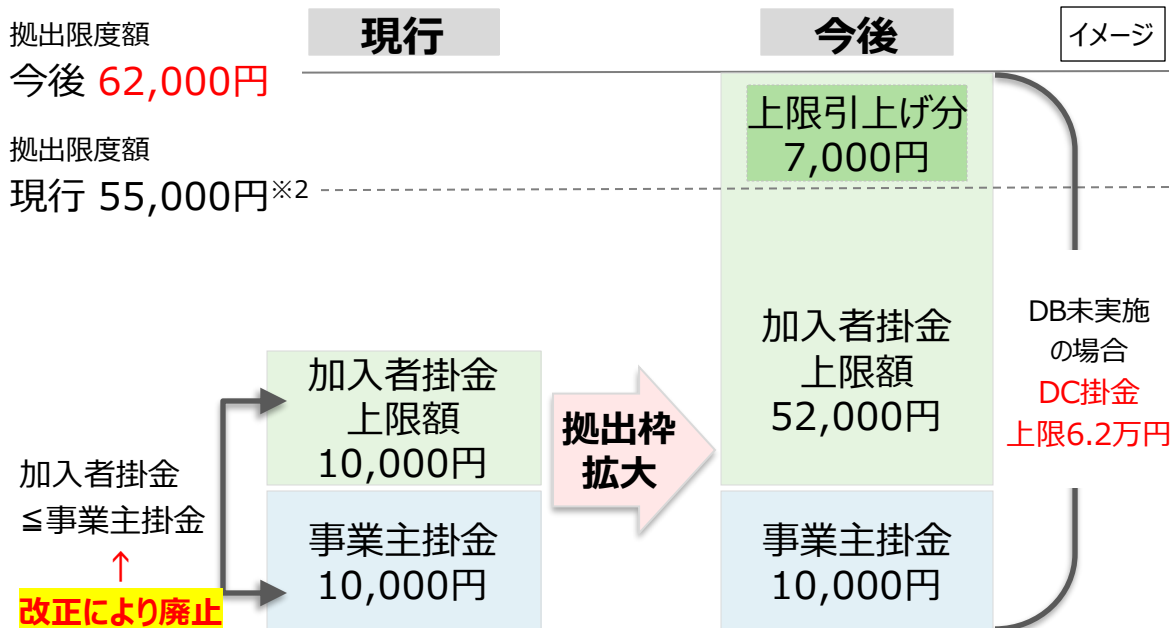 拠出限度額
今後 62,000円
拠出限度額
現行 55,000円※2
現行
今後
イメージ
上限引上げ分
7,000円
加入者掛金
上限額
10,000円
事業主掛金
10,000円
加入者掛金
≦事業主掛金
↑
改正により廃止
拠出枠
拡大
加入者掛金
上限額
52,000円
事業主掛金
10,000円
DB未実施
の場合
DC掛金
上限6.2万円